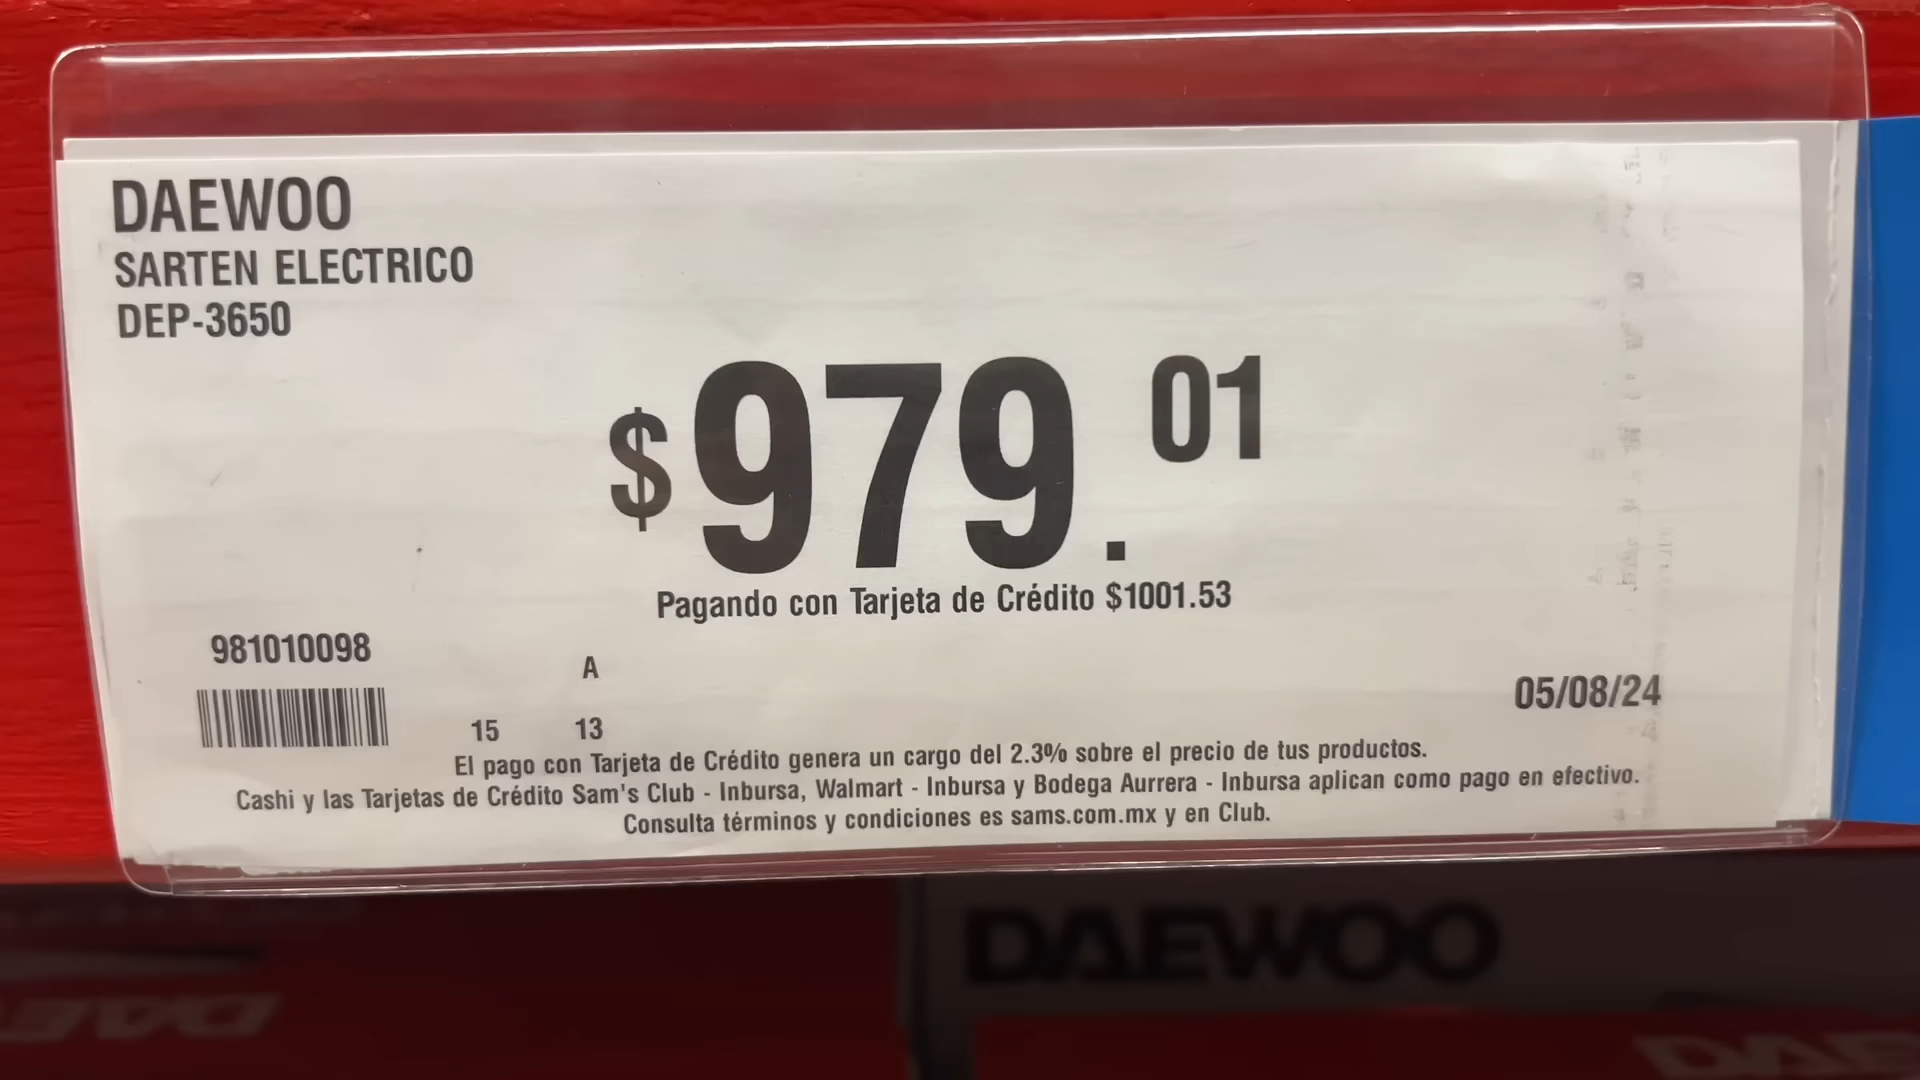 DAEWOO
SARTEN ELECTRICO
DEP-3650
$979.01
Pagando con Tarjeta de Crédito $1001.53
981010098
A
15 13
05/08/24
El pago con Tarjeta de Crédito genera un cargo del 2.3% sobre el precio de tus productos.
Cashi y las Tarjetas de Crédito Sam's Club - Inbursa, Walmart - Inbursa y Bodega Aurrera - Inbursa aplican como pago en efectivo.
Consulta términos y condiciones es sams.com.mx y en Club.
DAEWOO